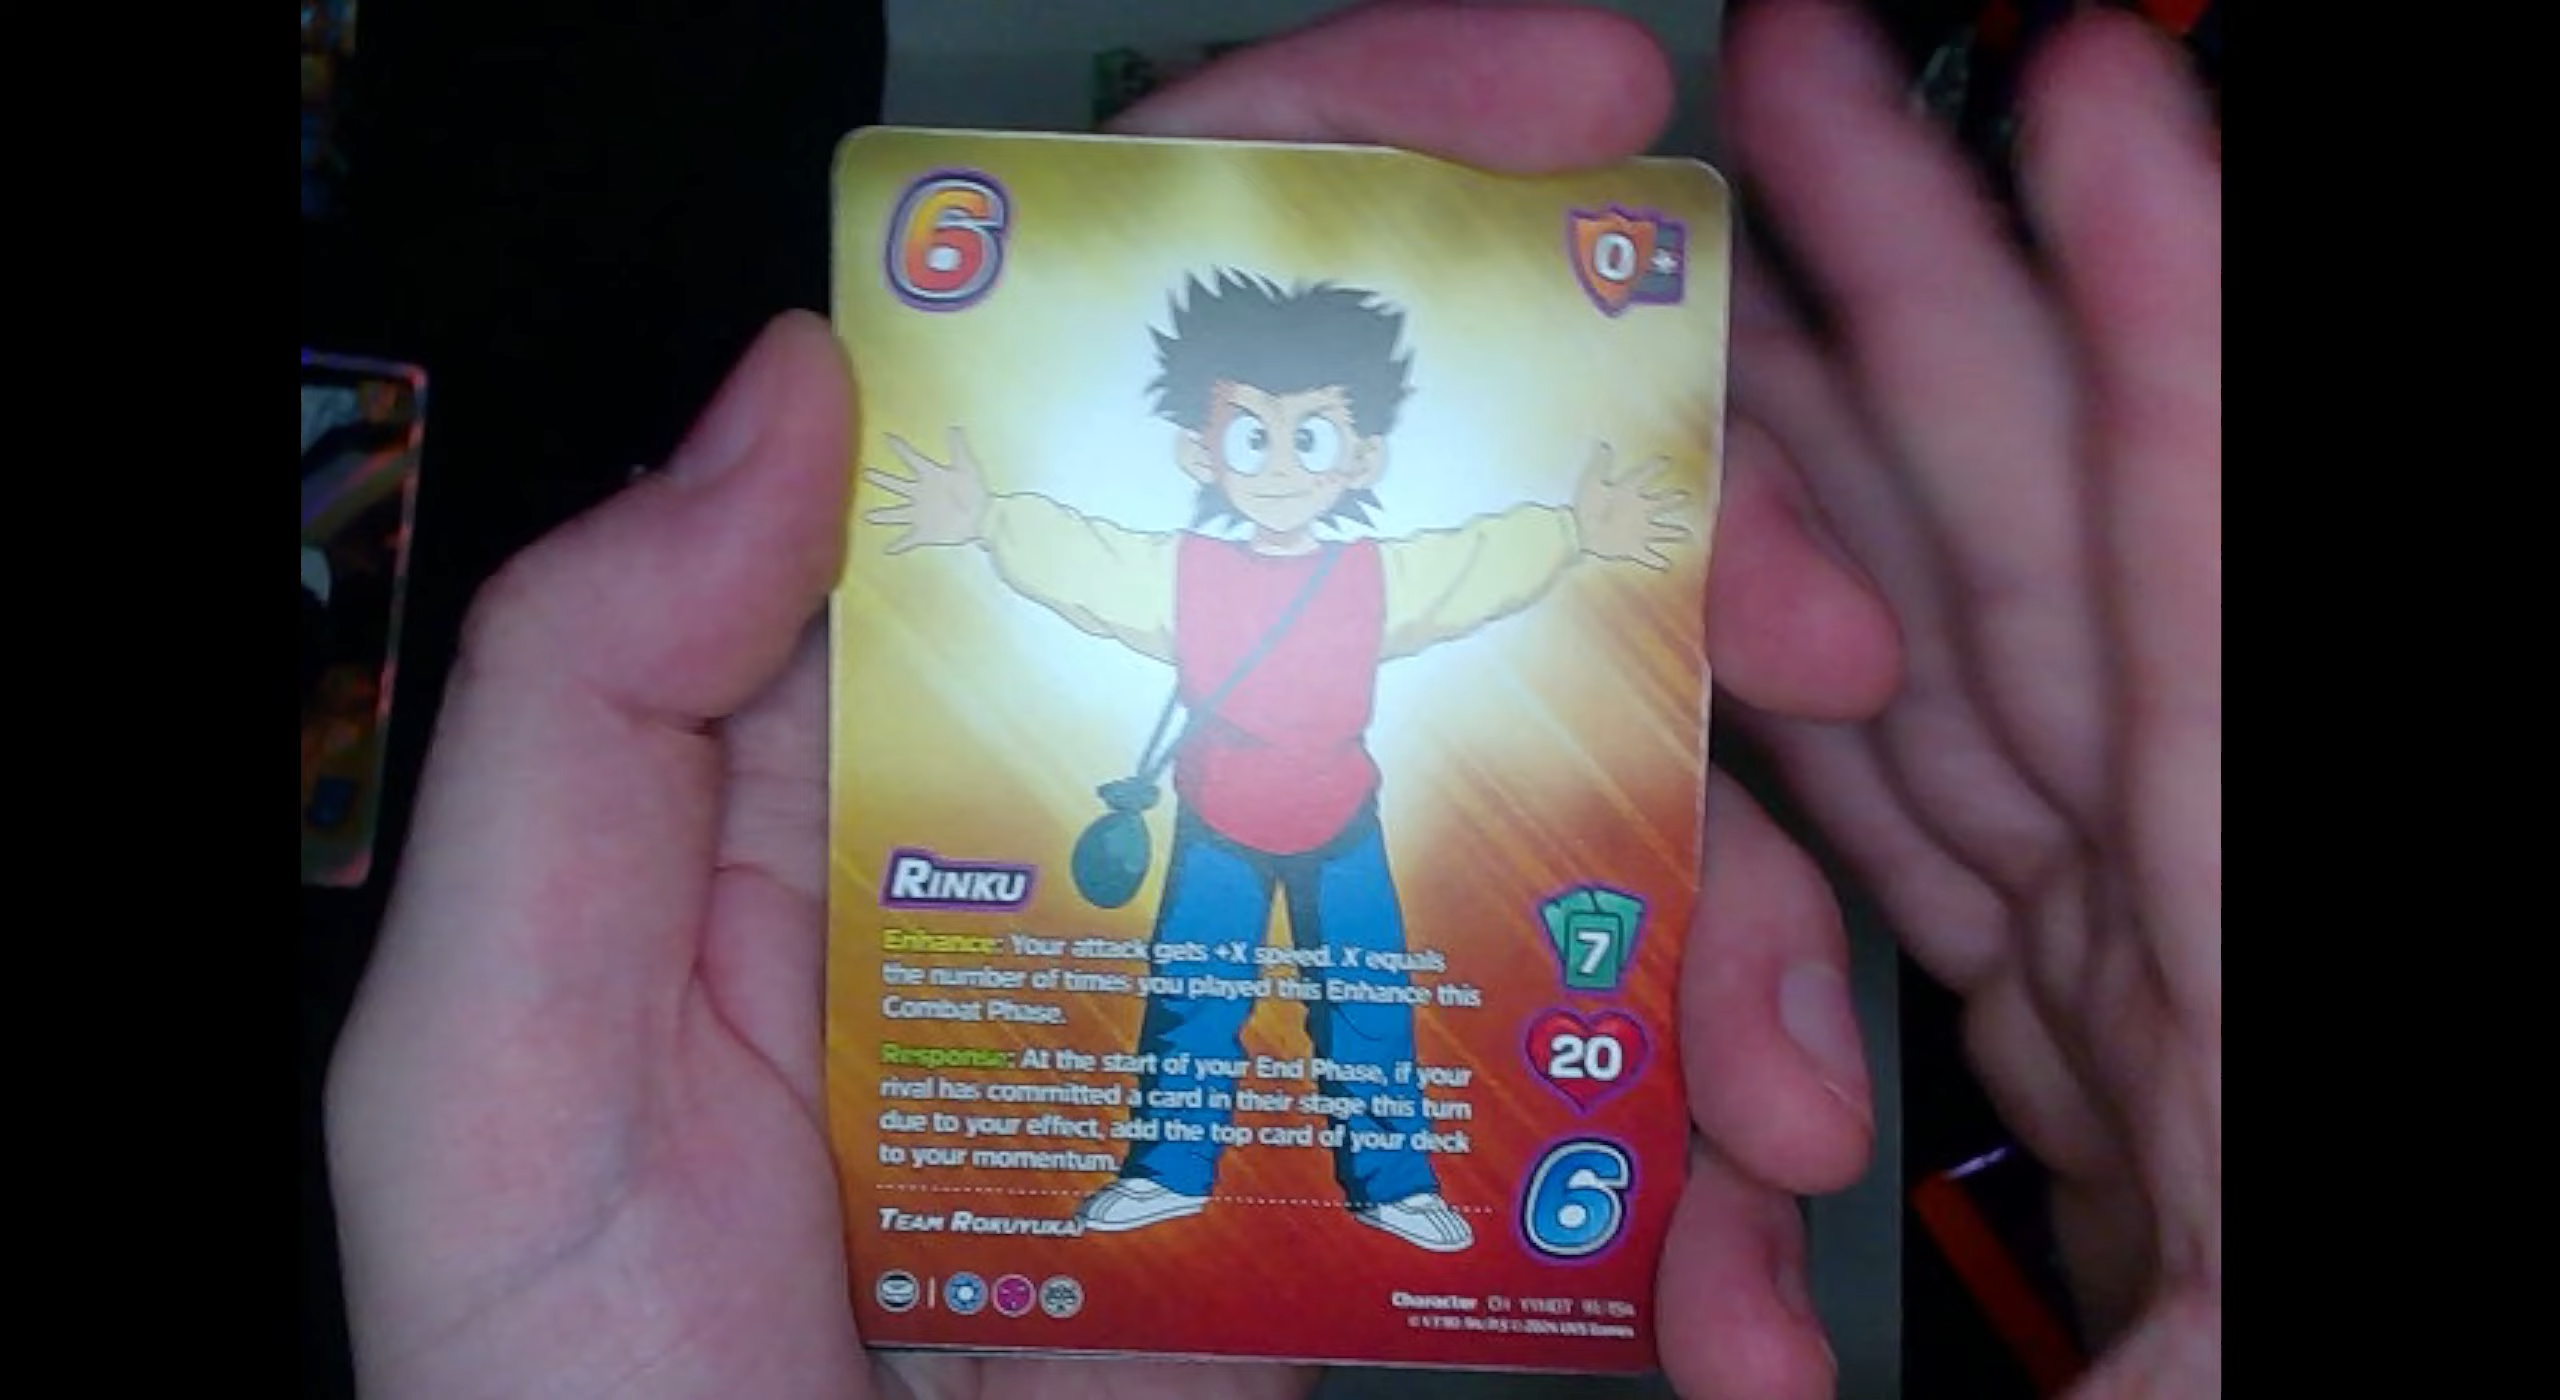 6
0
RINKU
Enhance: Your attack gets +X speed. X equals
the number of times you played this Enhance this
Combat Phase.
7
Response: At the start of your End Phase, if your
rival has committed a card in their stage this turn
due to your effect, add the top card of your deck
to your momentum.
20
6
TEAM ROKUYUKAI
Character